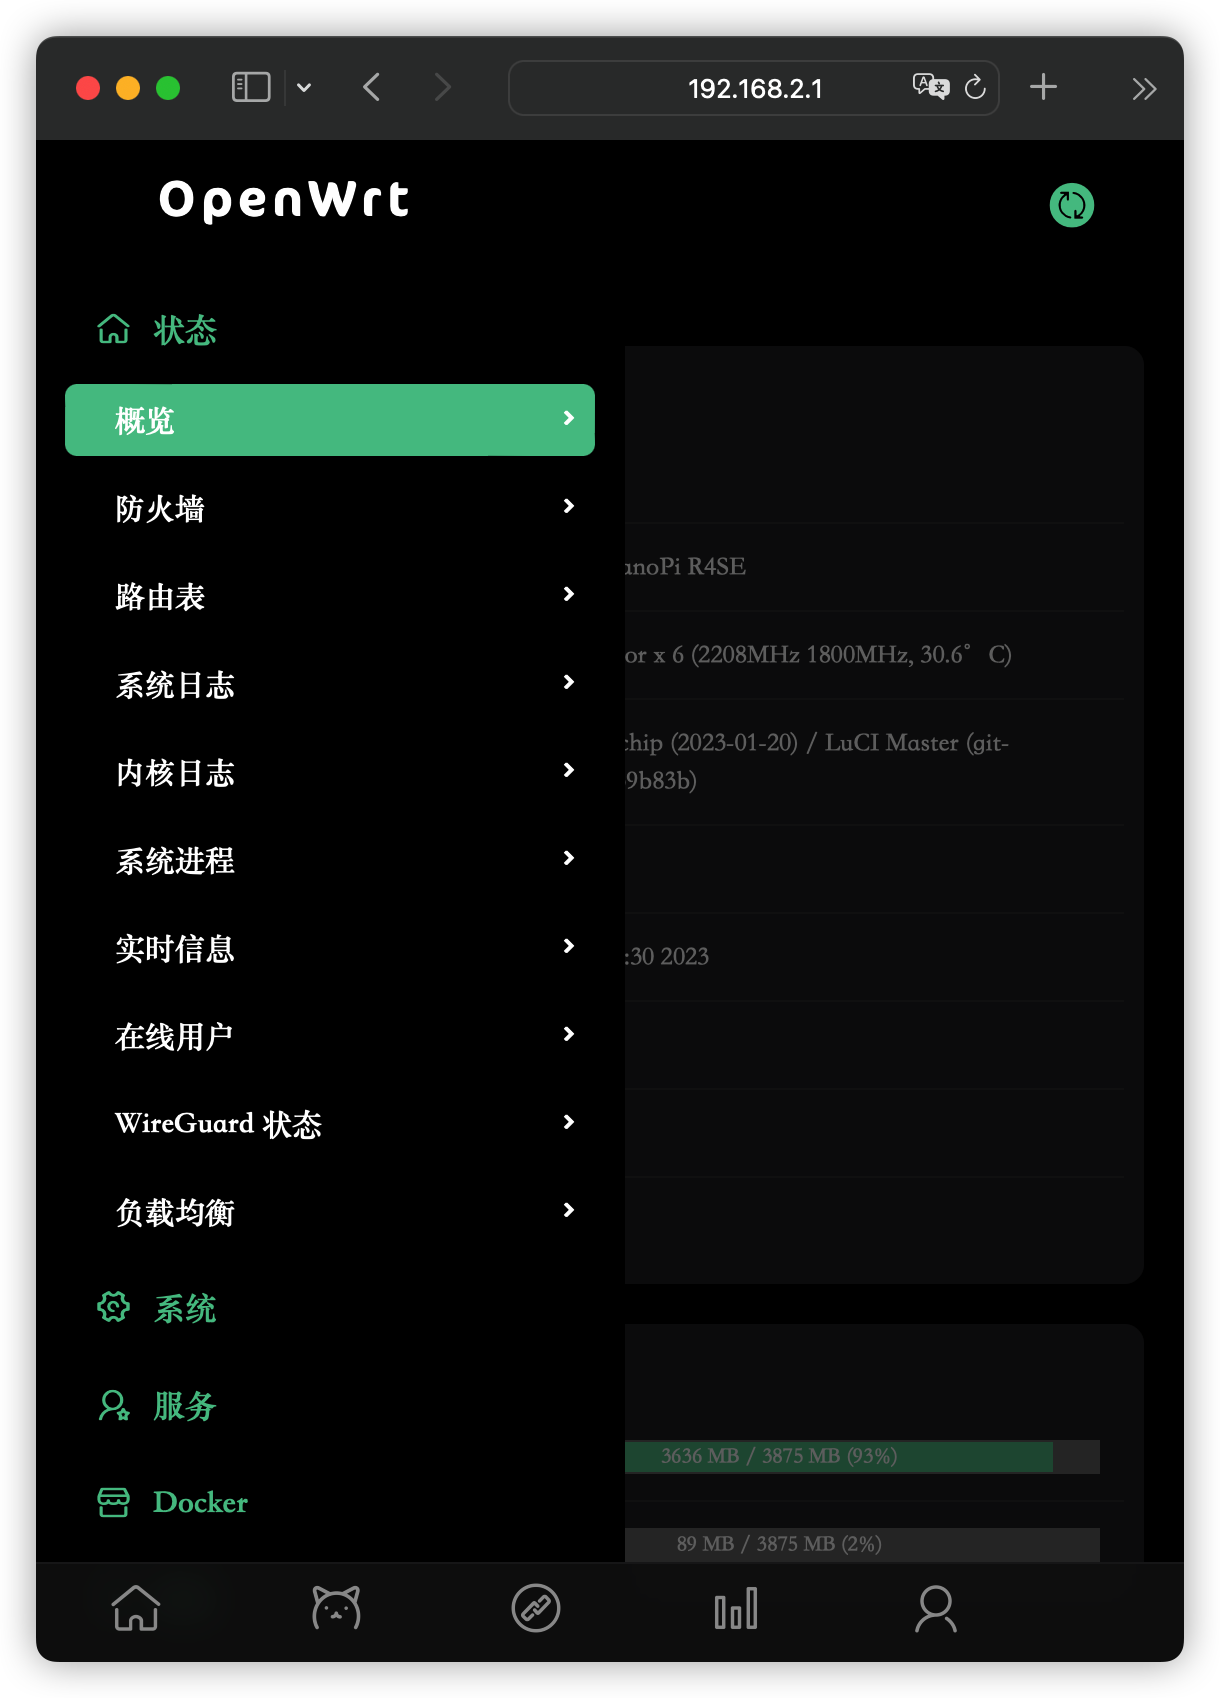 192.168.2.1
OpenWrt
状态
概览
防火墙
路由表
系统日志
内核日志
系统进程
实时信息
在线用户
WireGuard 状态
负载均衡
系统
服务
Docker
anoPi R4SE
or x 6 (2208MHz 1800MHz, 30.6° C)
chip (2023-01-20) / LuCI Master (git-
9b83b)
:30 2023
3636 MB / 3875 MB (93%)
89 MB / 3875 MB (2%)